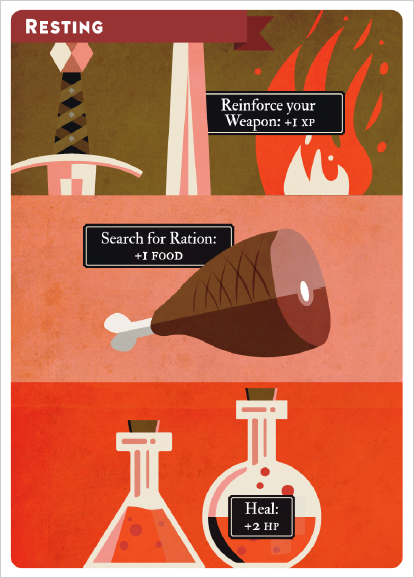 Resting
Reinforce your
Weapon: +1 XP
Search for Ration:
+1 FOOD
Heal:
+2 HP